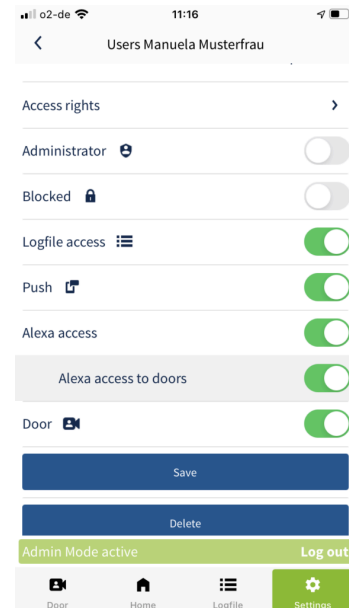 o2-de 11:16
Users Manuela Musterfrau
Access rights
Administrator
Blocked
Logfile access
Push
Alexa access
Alexa access to doors
Door
Save
Delete
Admin Mode active Log out
Door Home Logfile Settings